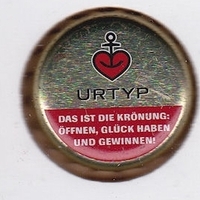 URTYP
DAS IST DIE KRÖNUNG:
ÖFFNEN, GLÜCK HABEN
UND GEWINNEN!